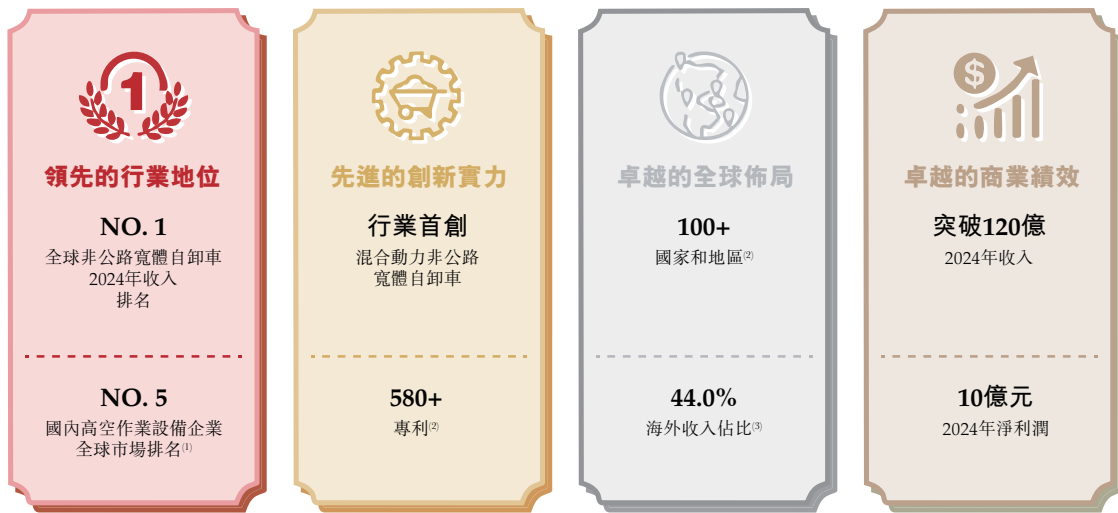 1
領先的行業地位
NO. 1
全球非公路寬體自卸車
2024年收入
排名
NO. 5
國內高空作業設備企業
全球市場排名(1)
先進的創新實力
行業首創
混合動力非公路
寬體自卸車
580+
專利(2)
卓越的全球佈局
100+
國家和地區(2)
44.0%
海外收入佔比(3)
$
卓越的商業績效
突破120億
2024年收入
10億元
2024年淨利潤